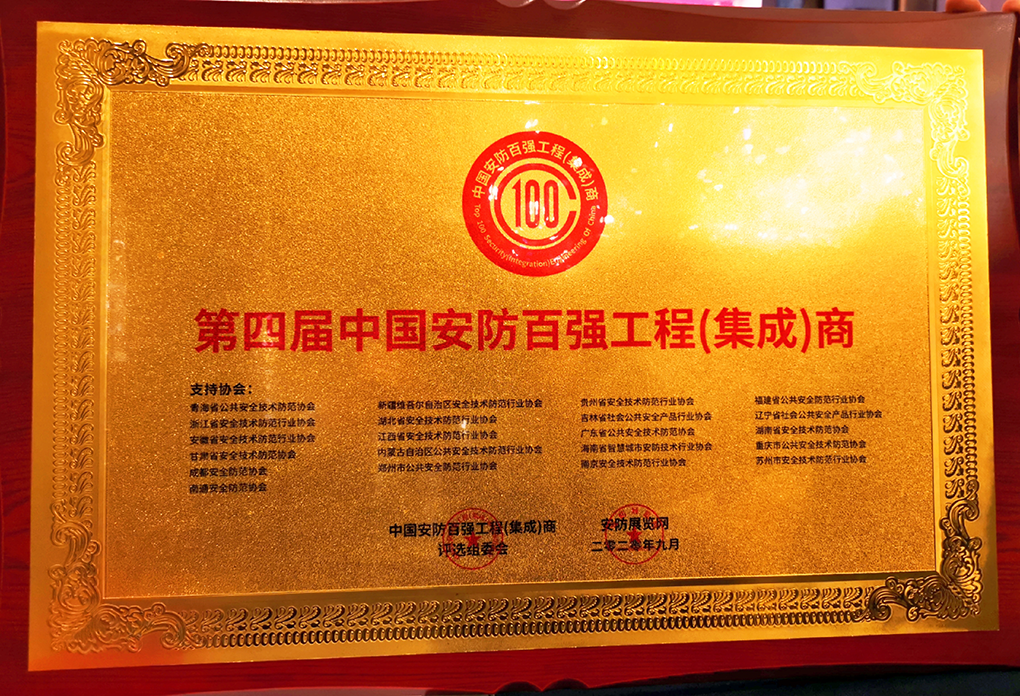 中国安防百强工程(集成)商
100
Top 100 Security(Integration)Engineering Of China
第四届中国安防百强工程(集成)商
支持协会：
青海省公共安全技术防范协会
浙江省安全技术防范行业协会
安徽省安全技术防范行业协会
甘肃省安全技术防范行业协会
成都安全防范协会
南通安全防范协会
新疆维吾尔自治区安全技术防范行业协会
湖北省安全技术防范行业协会
江西省安全技术防范行业协会
内蒙古自治区公共安全技术防范行业协会
郑州市公共安全防范行业协会
贵州省安全技术防范行业协会
吉林省社会公共安全产品行业协会
广东省公共安全技术防范协会
海南省智慧城市安防技术行业协会
南京安全技术防范行业协会
福建省公共安全防范行业协会
辽宁省社会公共安全产品行业协会
湖南省安全技术防范协会
重庆市公共安全技术防范协会
苏州市安全技术防范行业协会
中国安防百强工程(集成)商
评选组委会
安防展览网
二零二零年九月